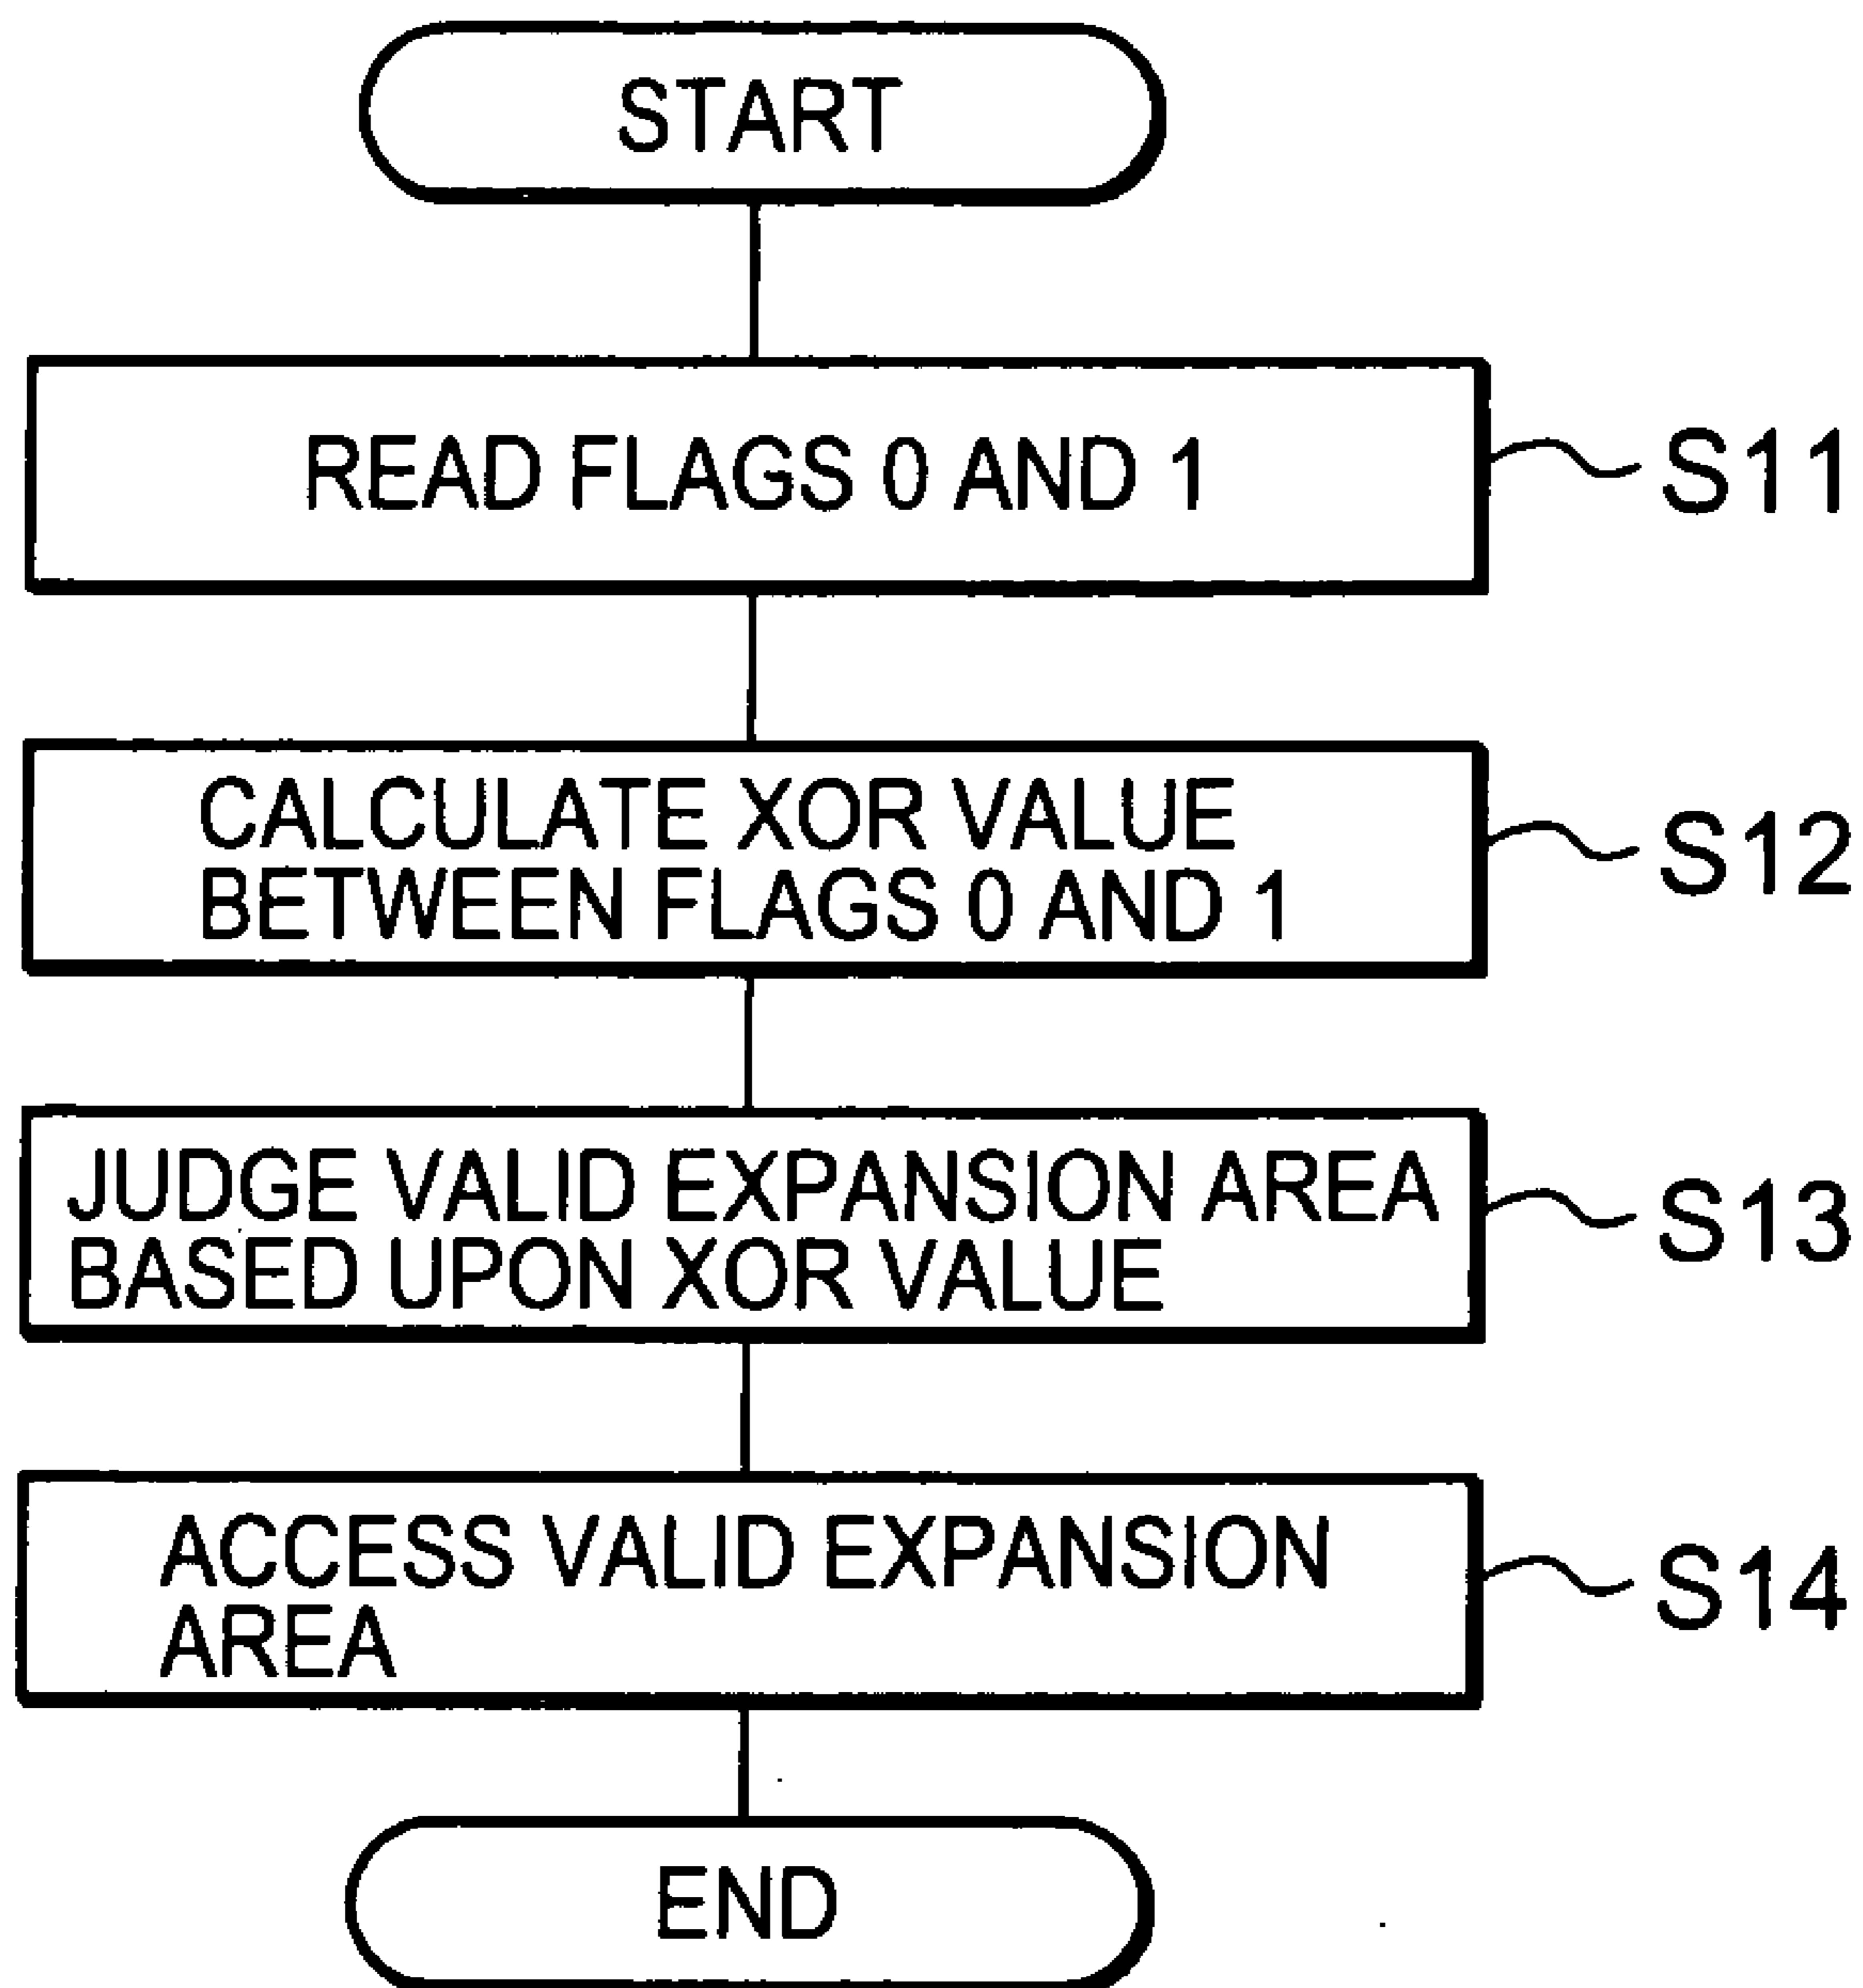 START
READ FLAGS 0 AND 1
S11
CALCULATE XOR VALUE
BETWEEN FLAGS 0 AND 1
S12
JUDGE VALID EXPANSION AREA
BASED UPON XOR VALUE
S13
ACCESS VALID EXPANSION
AREA
S14
END